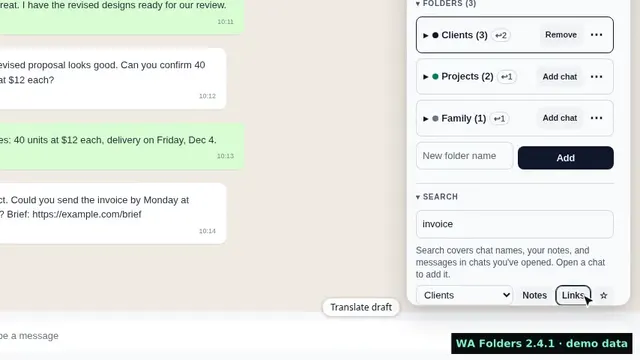 reat. I have the revised designs ready for our review.
10:11
evised proposal looks good. Can you confirm 40
at $12 each?
10:12
es: 40 units at $12 each, delivery on Friday, Dec 4.
10:13
ct. Could you send the invoice by Monday at
? Brief: https://example.com/brief
10:14
Translate draft
pe a message
▾ FOLDERS (3)
▸ ● Clients (3) ↩2 Remove ···
▸ ● Projects (2) ↩1 Add chat ···
▸ ● Family (1) ↩1 Add chat ···
New folder name Add
▾ SEARCH
invoice
Search covers chat names, your notes, and
messages in chats you've opened. Open a chat
to add it.
Clients Notes Links ☆
WA Folders 2.4.1 · demo data